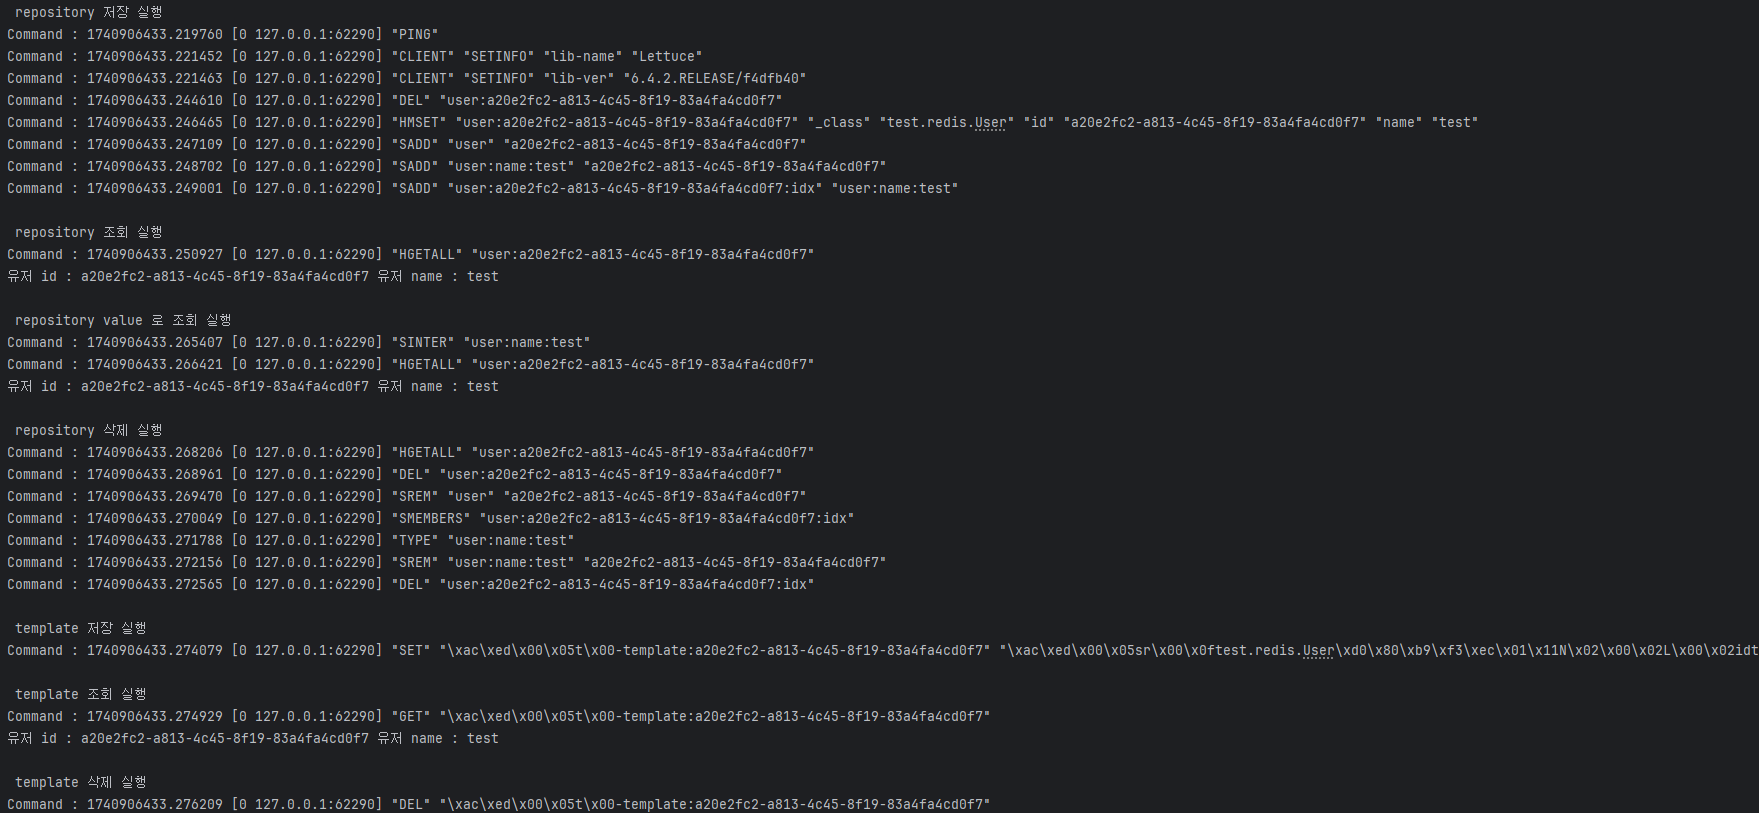 repository 저장 실행
Command : 1740906433.219760 [0 127.0.0.1:62290] "PING"
Command : 1740906433.221452 [0 127.0.0.1:62290] "CLIENT" "SETINFO" "lib-name" "Lettuce"
Command : 1740906433.221463 [0 127.0.0.1:62290] "CLIENT" "SETINFO" "lib-ver" "6.4.2.RELEASE/f4dfb40"
Command : 1740906433.244610 [0 127.0.0.1:62290] "DEL" "user:a20e2fc2-a813-4c45-8f19-83a4fa4cd0f7"
Command : 1740906433.246465 [0 127.0.0.1:62290] "HMSET" "user:a20e2fc2-a813-4c45-8f19-83a4fa4cd0f7" "_class" "test.redis.User" "id" "a20e2fc2-a813-4c45-8f19-83a4fa4cd0f7" "name" "test"
Command : 1740906433.247109 [0 127.0.0.1:62290] "SADD" "user" "a20e2fc2-a813-4c45-8f19-83a4fa4cd0f7"
Command : 1740906433.248702 [0 127.0.0.1:62290] "SADD" "user:name:test" "a20e2fc2-a813-4c45-8f19-83a4fa4cd0f7"
Command : 1740906433.249001 [0 127.0.0.1:62290] "SADD" "user:a20e2fc2-a813-4c45-8f19-83a4fa4cd0f7:idx" "user:name:test"
repository 조회 실행
Command : 1740906433.250927 [0 127.0.0.1:62290] "HGETALL" "user:a20e2fc2-a813-4c45-8f19-83a4fa4cd0f7"
유저 id : a20e2fc2-a813-4c45-8f19-83a4fa4cd0f7 유저 name : test
repository value 로 조회 실행
Command : 1740906433.265407 [0 127.0.0.1:62290] "SINTER" "user:name:test"
Command : 1740906433.266421 [0 127.0.0.1:62290] "HGETALL" "user:a20e2fc2-a813-4c45-8f19-83a4fa4cd0f7"
유저 id : a20e2fc2-a813-4c45-8f19-83a4fa4cd0f7 유저 name : test
repository 삭제 실행
Command : 1740906433.268206 [0 127.0.0.1:62290] "HGETALL" "user:a20e2fc2-a813-4c45-8f19-83a4fa4cd0f7"
Command : 1740906433.268961 [0 127.0.0.1:62290] "DEL" "user:a20e2fc2-a813-4c45-8f19-83a4fa4cd0f7"
Command : 1740906433.269470 [0 127.0.0.1:62290] "SREM" "user" "a20e2fc2-a813-4c45-8f19-83a4fa4cd0f7"
Command : 1740906433.270049 [0 127.0.0.1:62290] "SMEMBERS" "user:a20e2fc2-a813-4c45-8f19-83a4fa4cd0f7:idx"
Command : 1740906433.271788 [0 127.0.0.1:62290] "TYPE" "user:name:test"
Command : 1740906433.272156 [0 127.0.0.1:62290] "SREM" "user:name:test" "a20e2fc2-a813-4c45-8f19-83a4fa4cd0f7"
Command : 1740906433.272565 [0 127.0.0.1:62290] "DEL" "user:a20e2fc2-a813-4c45-8f19-83a4fa4cd0f7:idx"
template 저장 실행
Command : 1740906433.274079 [0 127.0.0.1:62290] "SET" "\xac\xed\x00\x05t\x00-template:a20e2fc2-a813-4c45-8f19-83a4fa4cd0f7" "\xac\xed\x00\x05sr\x00\x0ftest.redis.User\xd0\x80\xb9\xf3\xec\x01\x11N\x02\x00\x02L\x00\x02idt
template 조회 실행
Command : 1740906433.274929 [0 127.0.0.1:62290] "GET" "\xac\xed\x00\x05t\x00-template:a20e2fc2-a813-4c45-8f19-83a4fa4cd0f7"
유저 id : a20e2fc2-a813-4c45-8f19-83a4fa4cd0f7 유저 name : test
template 삭제 실행
Command : 1740906433.276209 [0 127.0.0.1:62290] "DEL" "\xac\xed\x00\x05t\x00-template:a20e2fc2-a813-4c45-8f19-83a4fa4cd0f7"